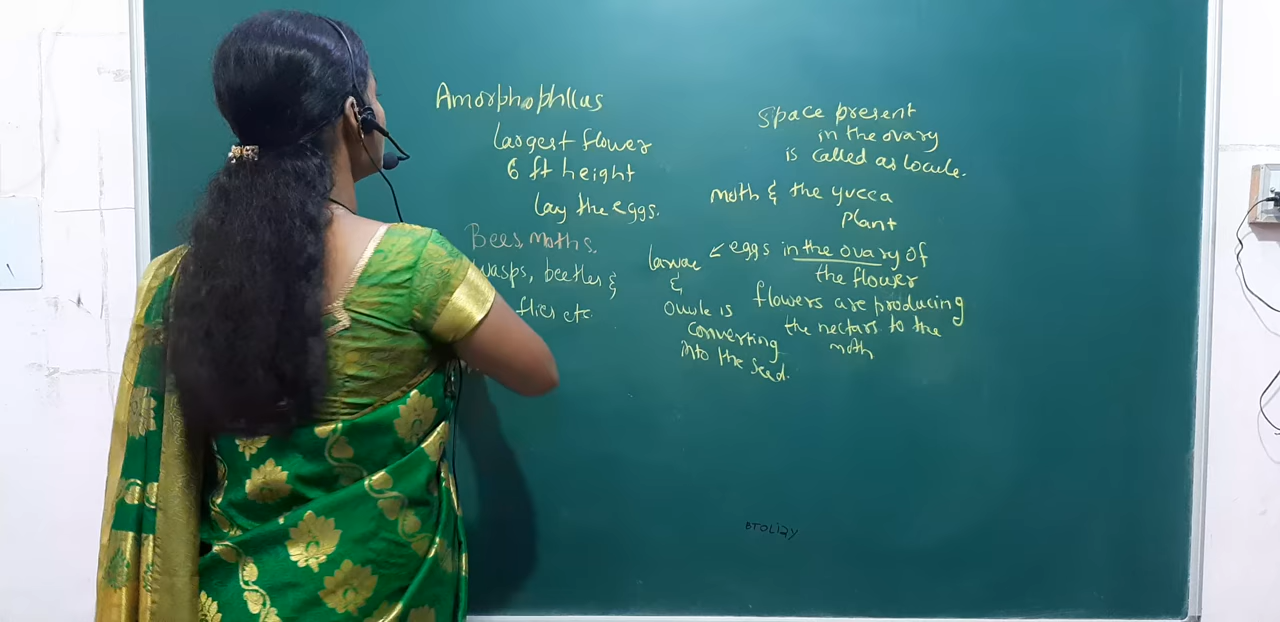 Amorphophllus
largest flower
6 ft height
lay the eggs.
Bees, moths.
wasps, beetles &
flies etc.
Space present
in the ovary
is called as locule.
moth & the yucca
plant
larvae < eggs in the ovary of
the flower
&
Ovule is
converting
into the seed.
flowers are producing
the nectars to the
moth
BTOLI2Y